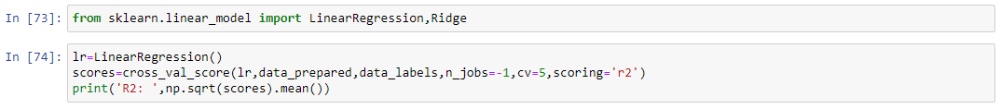 In [73]: from sklearn.linear_model import LinearRegression,Ridge
In [74]: lr=LinearRegression()
scores=cross_val_score(lr,data_prepared,data_labels,n_jobs=-1,cv=5,scoring='r2')
print('R2: ',np.sqrt(scores).mean())